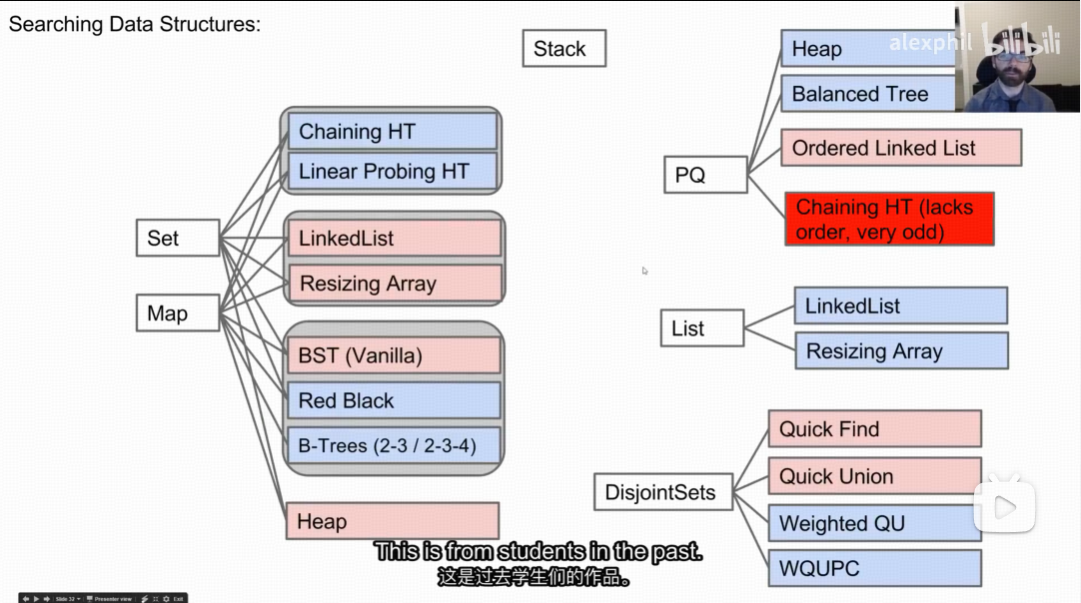 Searching Data Structures:
Stack
Heap
alexphil bilibili
Balanced Tree
Ordered Linked List
PQ
Chaining HT (lacks
order, very odd)
Chaining HT
Linear Probing HT
Set
LinkedList
Resizing Array
Map
BST (Vanilla)
Red Black
B-Trees (2-3 / 2-3-4)
Heap
List
LinkedList
Resizing Array
DisjointSets
Quick Find
Quick Union
Weighted QU
WQUPC
This is from students in the past.
这是过去学生们的作品。
Slide 32
Presenter view
Exit